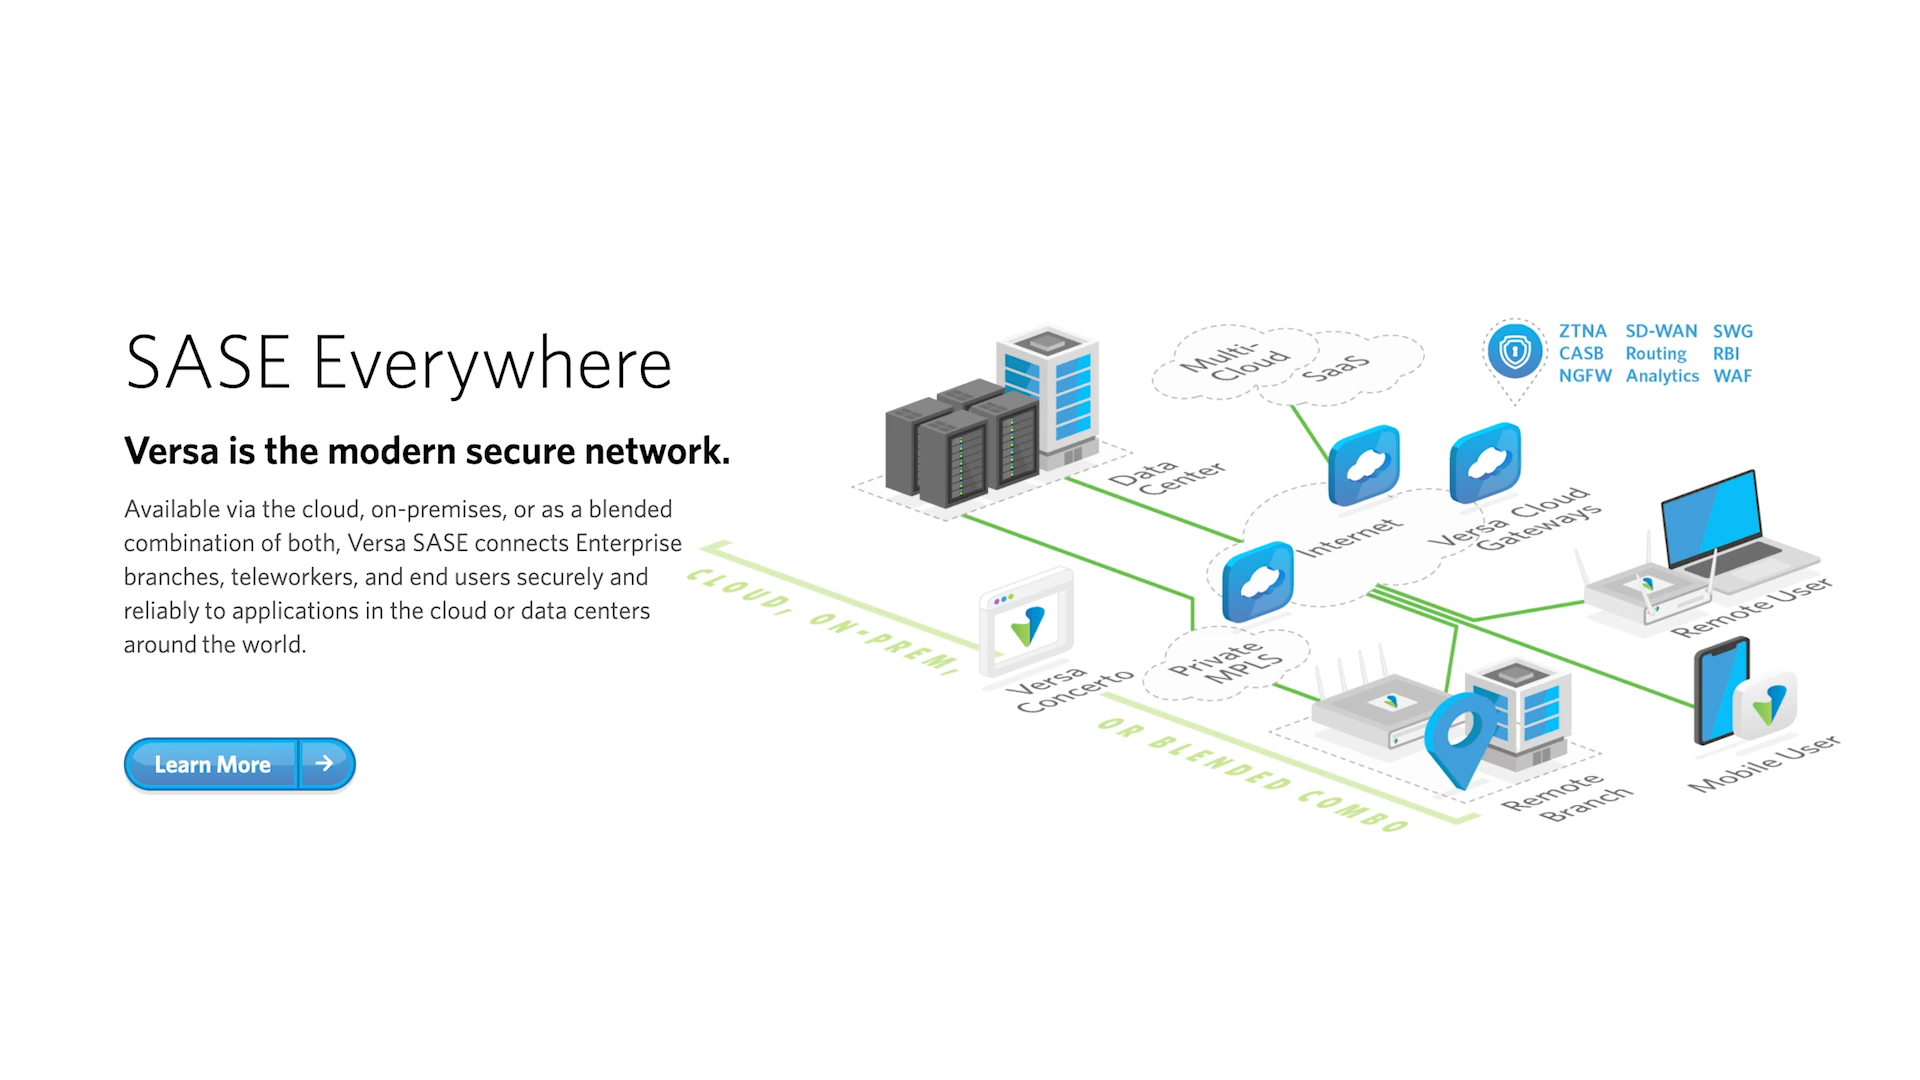 SASE Everywhere
Versa is the modern secure network.
Available via the cloud, on-premises, or as a blended
combination of both, Versa SASE connects Enterprise
branches, teleworkers, and end users securely and
reliably to applications in the cloud or data centers
around the world.
Learn More
Multi-
Cloud
SaaS
ZTNA SD-WAN SWG
CASB Routing RBI
NGFW Analytics WAF
Data
Center
Internet
Versa Cloud
Gateways
Remote User
CLOUD, ON-PREM,
Versa
Concerto
Private
MPLS
OR BLENDED COMBO
Remote
Branch
Mobile User